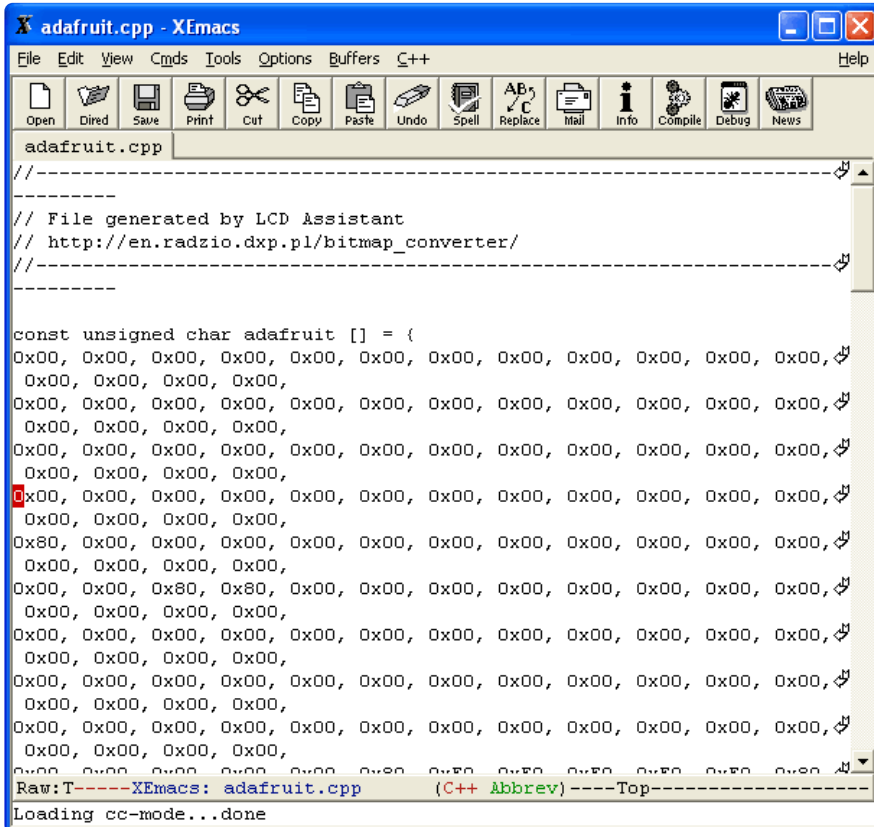 adafruit.cpp - XEmacs
File Edit View Cmds Tools Options Buffers C++ Help
Open Dired Save Print Cut Copy Paste Undo Spell Replace Mail Info Compile Debug News
adafruit.cpp
//---------------------------------------------------------------------
---------
// File generated by LCD Assistant
// http://en.radzio.dxp.pl/bitmap_converter/
//---------------------------------------------------------------------
---------
const unsigned char adafruit [] = {
0x00, 0x00, 0x00, 0x00, 0x00, 0x00, 0x00, 0x00, 0x00, 0x00, 0x00, 0x00,
0x00, 0x00, 0x00, 0x00,
0x00, 0x00, 0x00, 0x00, 0x00, 0x00, 0x00, 0x00, 0x00, 0x00, 0x00, 0x00,
0x00, 0x00, 0x00, 0x00,
0x00, 0x00, 0x00, 0x00, 0x00, 0x00, 0x00, 0x00, 0x00, 0x00, 0x00, 0x00,
0x00, 0x00, 0x00, 0x00,
0x00, 0x00, 0x00, 0x00, 0x00, 0x00, 0x00, 0x00, 0x00, 0x00, 0x00, 0x00,
0x00, 0x00, 0x00, 0x00,
0x80, 0x00, 0x00, 0x00, 0x00, 0x00, 0x00, 0x00, 0x00, 0x00, 0x00, 0x00,
0x00, 0x00, 0x00, 0x00,
0x00, 0x00, 0x80, 0x80, 0x00, 0x00, 0x00, 0x00, 0x00, 0x00, 0x00, 0x00,
0x00, 0x00, 0x00, 0x00,
0x00, 0x00, 0x00, 0x00, 0x00, 0x00, 0x00, 0x00, 0x00, 0x00, 0x00, 0x00,
0x00, 0x00, 0x00, 0x00,
0x00, 0x00, 0x00, 0x00, 0x00, 0x00, 0x00, 0x00, 0x00, 0x00, 0x00, 0x00,
0x00, 0x00, 0x00, 0x00,
0x00, 0x00, 0x00, 0x00, 0x00, 0x00, 0x00, 0x00, 0x00, 0x00, 0x00, 0x00,
0x00, 0x00, 0x00, 0x00,
Raw:T-----XEmacs: adafruit.cpp (C++ Abbrev)----Top-------------------
Loading cc-mode...done